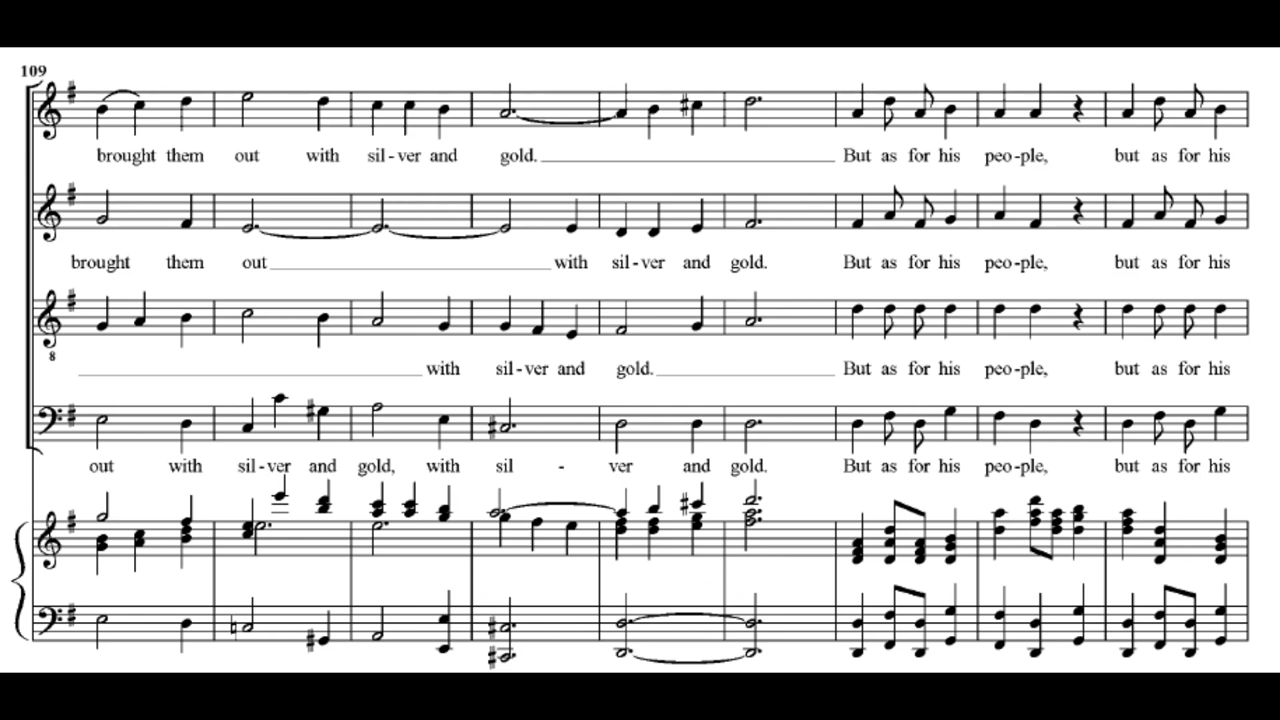 109
brought them out with sil-ver and gold. But as for his peo-ple, but as for his
brought them out with sil-ver and gold. But as for his peo-ple, but as for his
8
with sil-ver and gold. But as for his peo-ple, but as for his
out with sil-ver and gold, with sil - ver and gold. But as for his peo-ple, but as for his